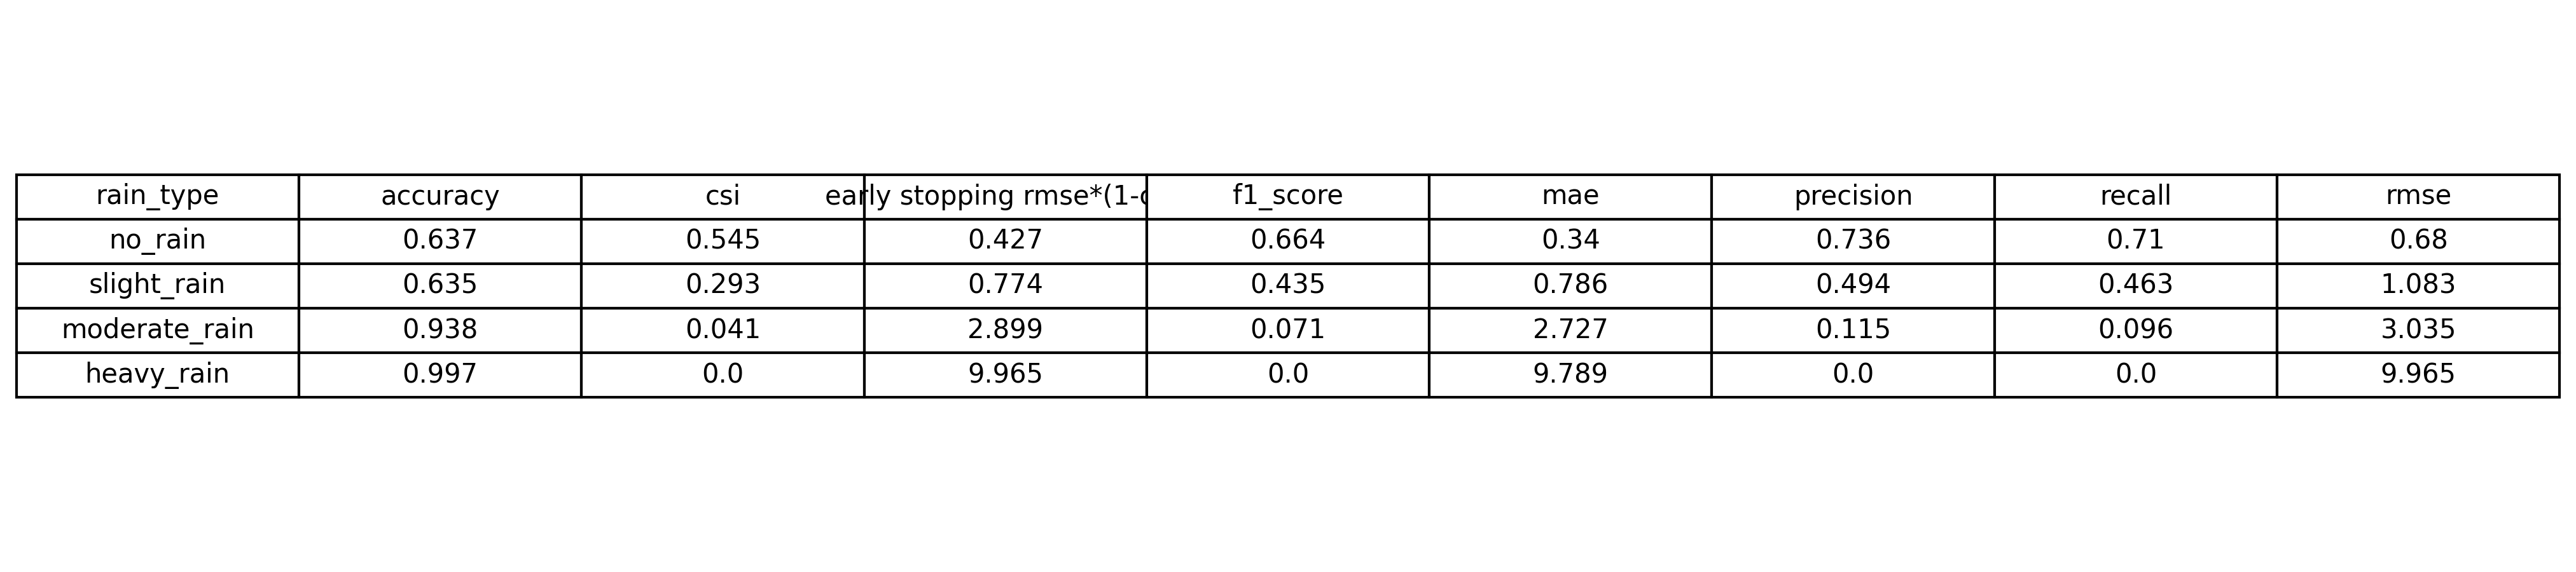 rain_type accuracy csi early stopping rmse*(1- f1_score mae precision recall rmse
no_rain 0.637 0.545 0.427 0.664 0.34 0.736 0.71 0.68
slight_rain 0.635 0.293 0.774 0.435 0.786 0.494 0.463 1.083
moderate_rain 0.938 0.041 2.899 0.071 2.727 0.115 0.096 3.035
heavy_rain 0.997 0.0 9.965 0.0 9.789 0.0 0.0 9.965